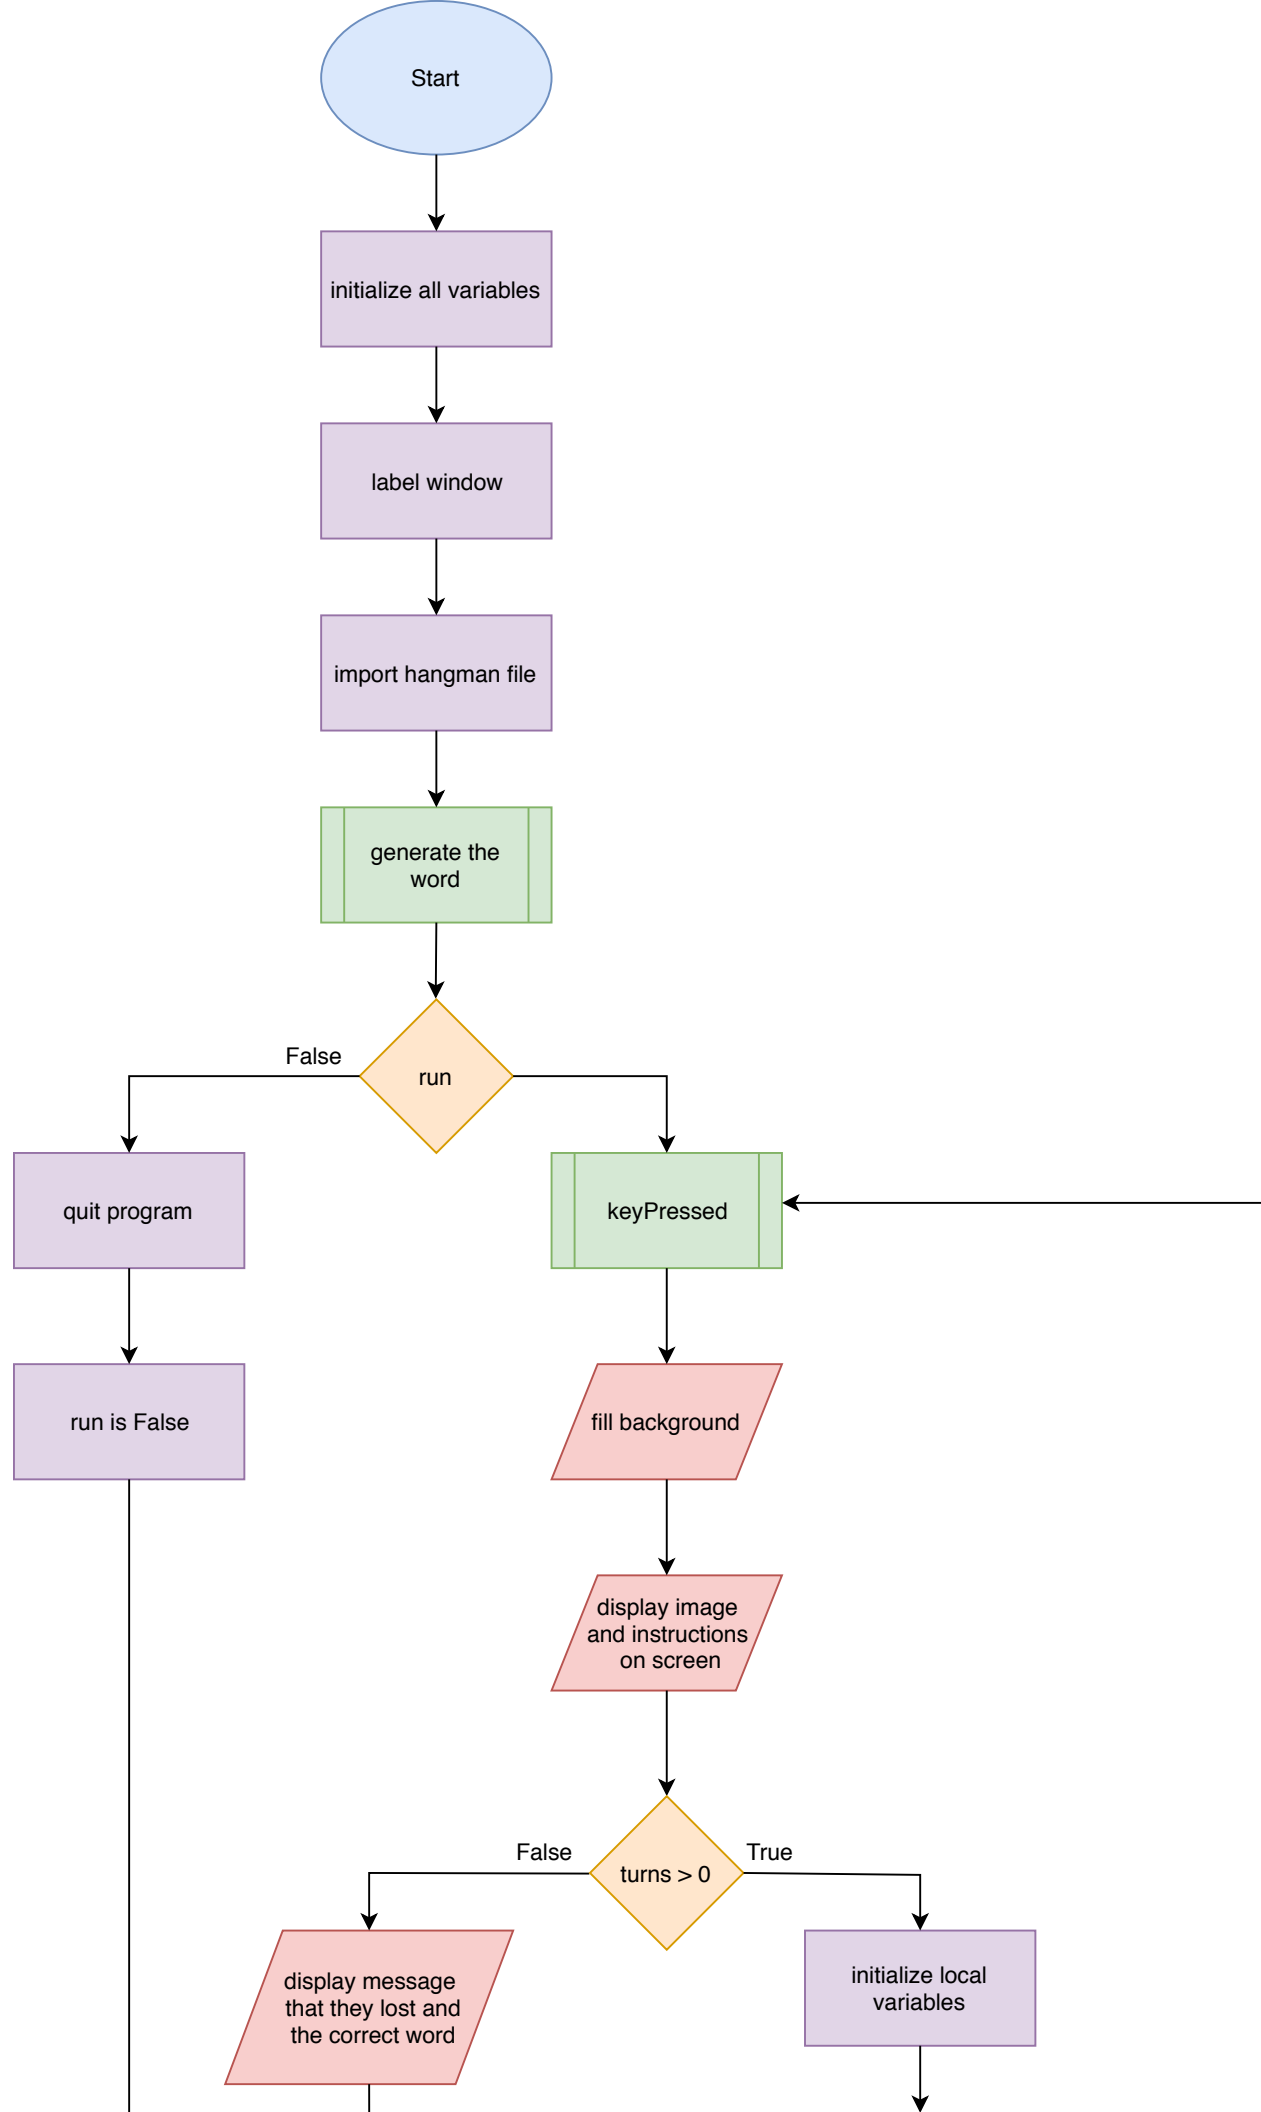 Start
initialize all variables
label window
import hangman file
generate the
word
False
run
quit program
keyPressed
run is False
fill background
display image
and instructions
on screen
False
True
turns > 0
display message
that they lost and
the correct word
initialize local
variables